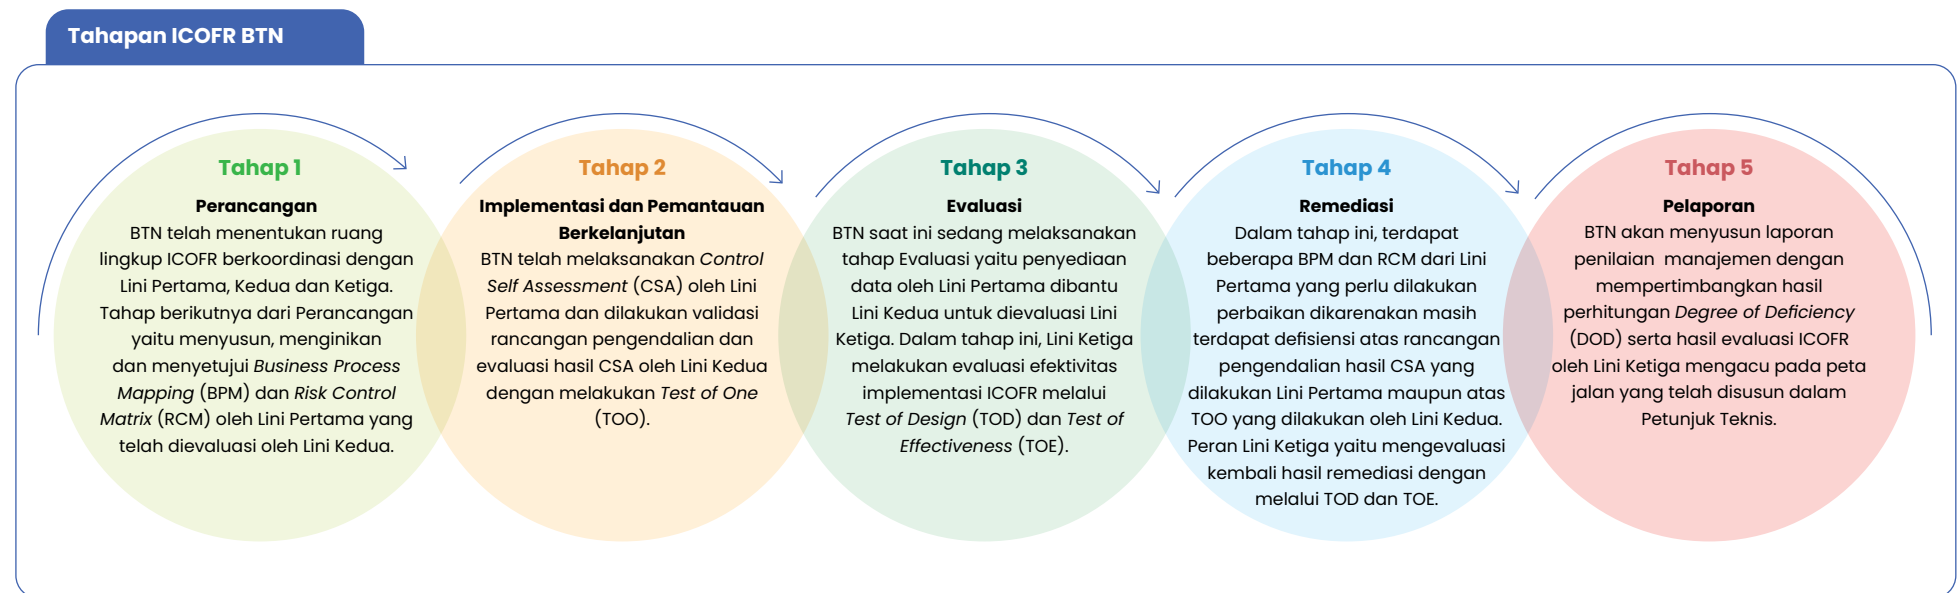 Tahapan ICOFR BTN
Tahap 1
Perancangan
BTN telah menentukan ruang
lingkup ICOFR berkoordinasi dengan
Lini Pertama, Kedua dan Ketiga.
Tahap berikutnya dari Perancangan
yaitu menyusun, menginikan
dan menyetujui Business Process
Mapping (BPM) dan Risk Control
Matrix (RCM) oleh Lini Pertama yang
telah dievaluasi oleh Lini Kedua.
Tahap 2
Implementasi dan Pemantauan
Berkelanjutan
BTN telah melaksanakan Control
Self Assessment (CSA) oleh Lini
Pertama dan dilakukan validasi
rancangan pengendalian dan
evaluasi hasil CSA oleh Lini Kedua
dengan melakukan Test of One
(TOO).
Tahap 3
Evaluasi
BTN saat ini sedang melaksanakan
tahap Evaluasi yaitu penyediaan
data oleh Lini Pertama dibantu
Lini Kedua untuk dievaluasi Lini
Ketiga. Dalam tahap ini, Lini Ketiga
melakukan evaluasi efektivitas
implementasi ICOFR melalui
Test of Design (TOD) dan Test of
Effectiveness (TOE).
Tahap 4
Remediasi
Dalam tahap ini, terdapat
beberapa BPM dan RCM dari Lini
Pertama yang perlu dilakukan
perbaikan dikarenakan masih
terdapat defisiensi atas rancangan
pengendalian hasil CSA yang
dilakukan Lini Pertama maupun atas
TOO yang dilakukan oleh Lini Kedua.
Peran Lini Ketiga yaitu mengevaluasi
kembali hasil remediasi dengan
melalui TOD dan TOE.
Tahap 5
Pelaporan
BTN akan menyusun laporan
penilaian manajemen dengan
mempertimbangkan hasil
perhitungan Degree of Deficiency
(DOD) serta hasil evaluasi ICOFR
oleh Lini Ketiga mengacu pada peta
jalan yang telah disusun dalam
Petunjuk Teknis.